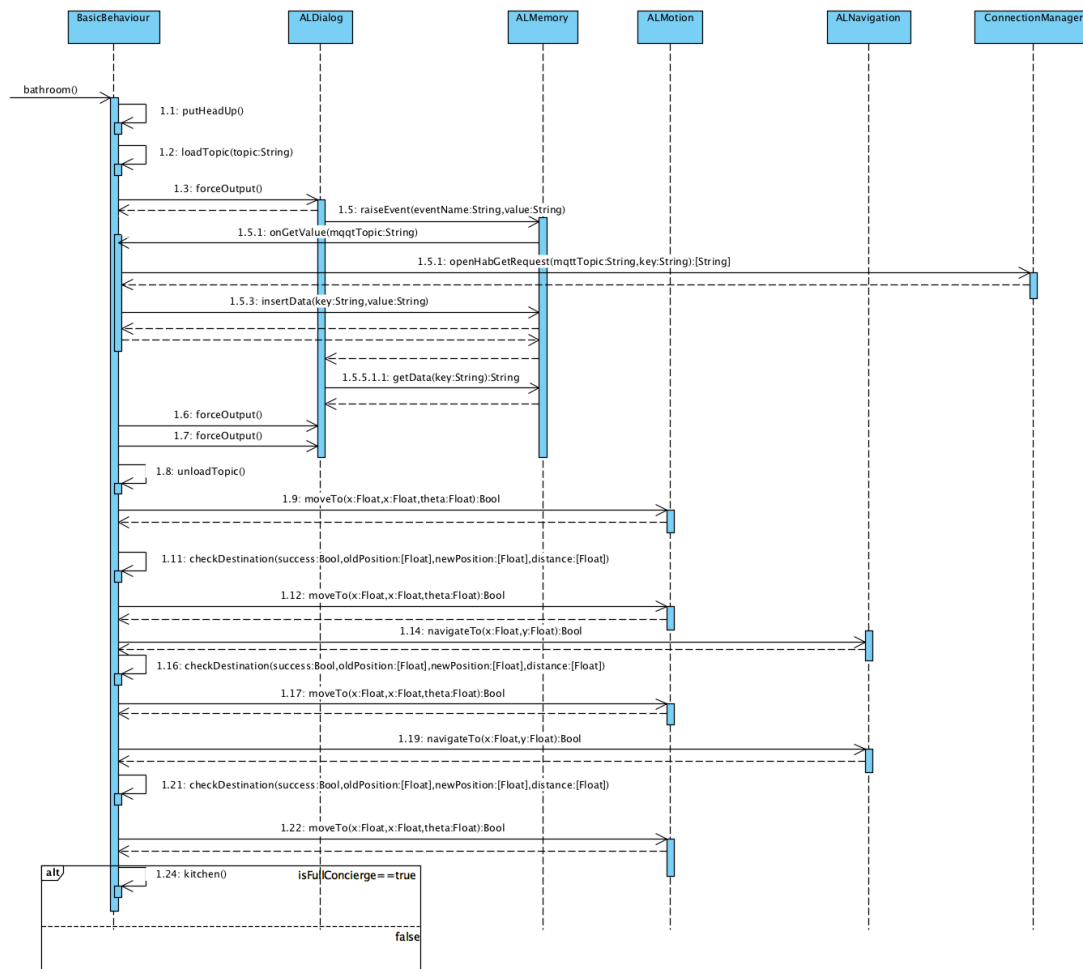 BasicBehaviour
ALDialog
ALMemory
ALMotion
ALNavigation
ConnectionManager
bathroom()
1.1: putHeadUp()
1.2: loadTopic(topic:String)
1.3: forceOutput()
1.5: raiseEvent(eventName:String,value:String)
1.5.1: onGetValue(mqqtTopic:String)
1.5.1: openHabGetRequest(mqttTopic:String,key:String):[String]
1.5.3: insertData(key:String,value:String)
1.5.5.1.1: getData(key:String):String
1.6: forceOutput()
1.7: forceOutput()
1.8: unloadTopic()
1.9: moveTo(x:Float,x:Float,theta:Float):Bool
1.11: checkDestination(success:Bool,oldPosition:[Float],newPosition:[Float],distance:[Float])
1.12: moveTo(x:Float,x:Float,theta:Float):Bool
1.14: navigateTo(x:Float,y:Float):Bool
1.16: checkDestination(success:Bool,oldPosition:[Float],newPosition:[Float],distance:[Float])
1.17: moveTo(x:Float,x:Float,theta:Float):Bool
1.19: navigateTo(x:Float,y:Float):Bool
1.21: checkDestination(success:Bool,oldPosition:[Float],newPosition:[Float],distance:[Float])
1.22: moveTo(x:Float,x:Float,theta:Float):Bool
alt
1.24: kitchen()
isFullConcierge==true
false